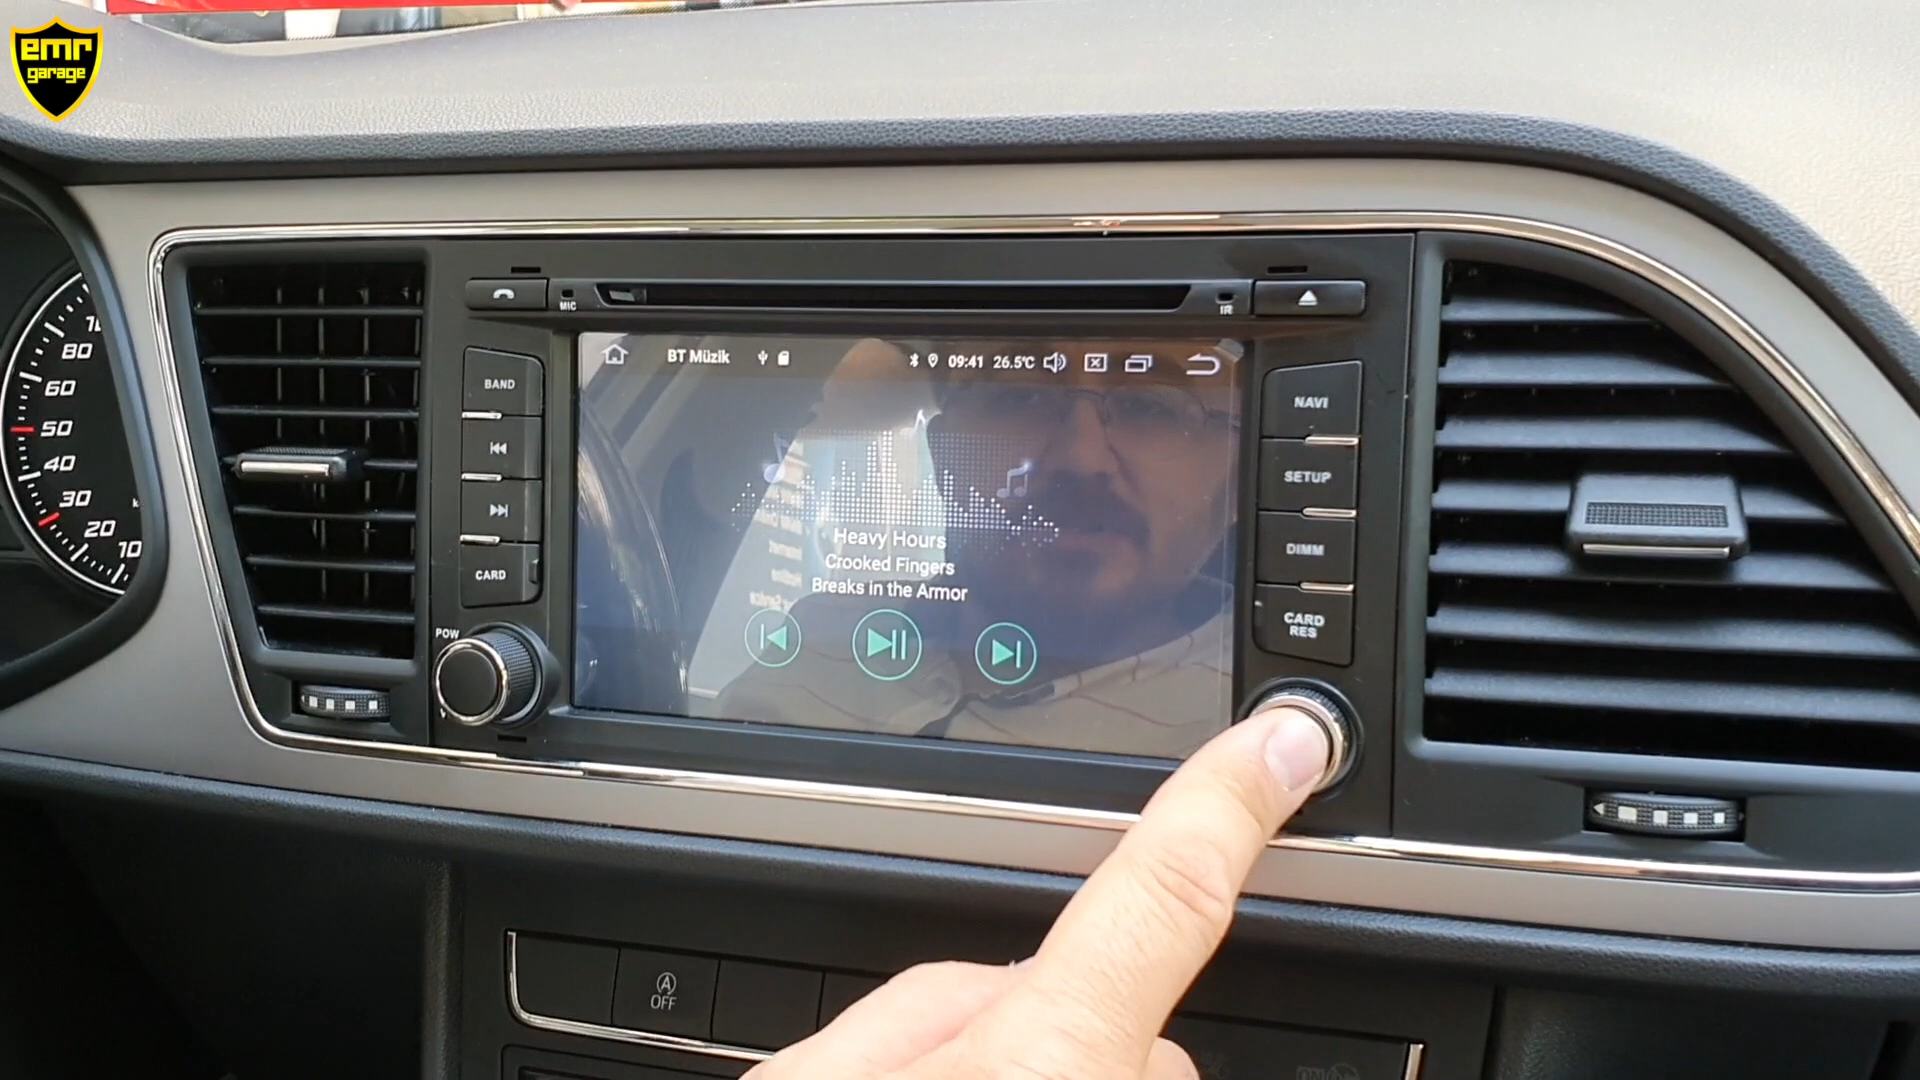 emr
garage
MIC
IR
BAND
CARD
POW
V
BT Müzik
09:41 26.5℃
Heavy Hours
Crooked Fingers
Breaks in the Armor
NAVI
SETUP
DIMM
CARD
RES
80
60
50
40
30
20
10
A
OFF